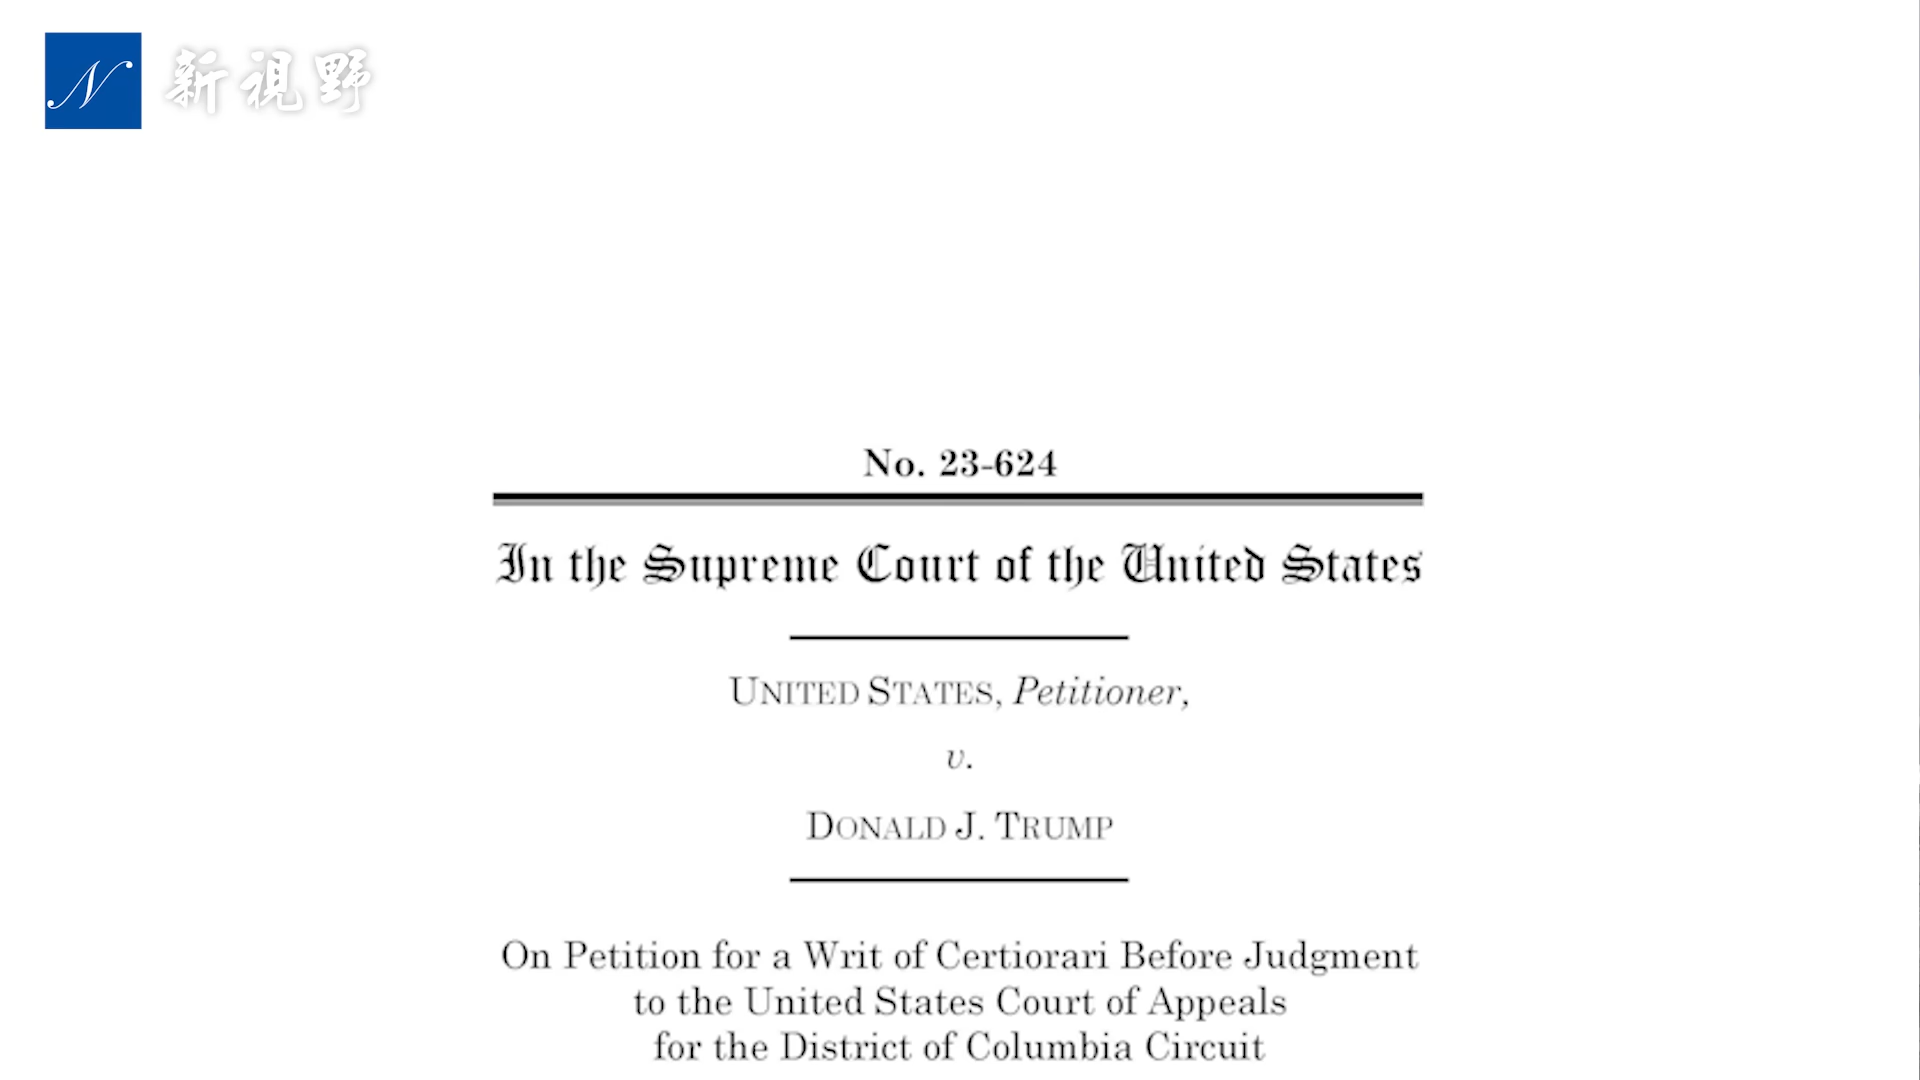 N 新視野
No. 23-624
In the Supreme Court of the United States
UNITED STATES, Petitioner,
v.
DONALD J. TRUMP
On Petition for a Writ of Certiorari Before Judgment
to the United States Court of Appeals
for the District of Columbia Circuit